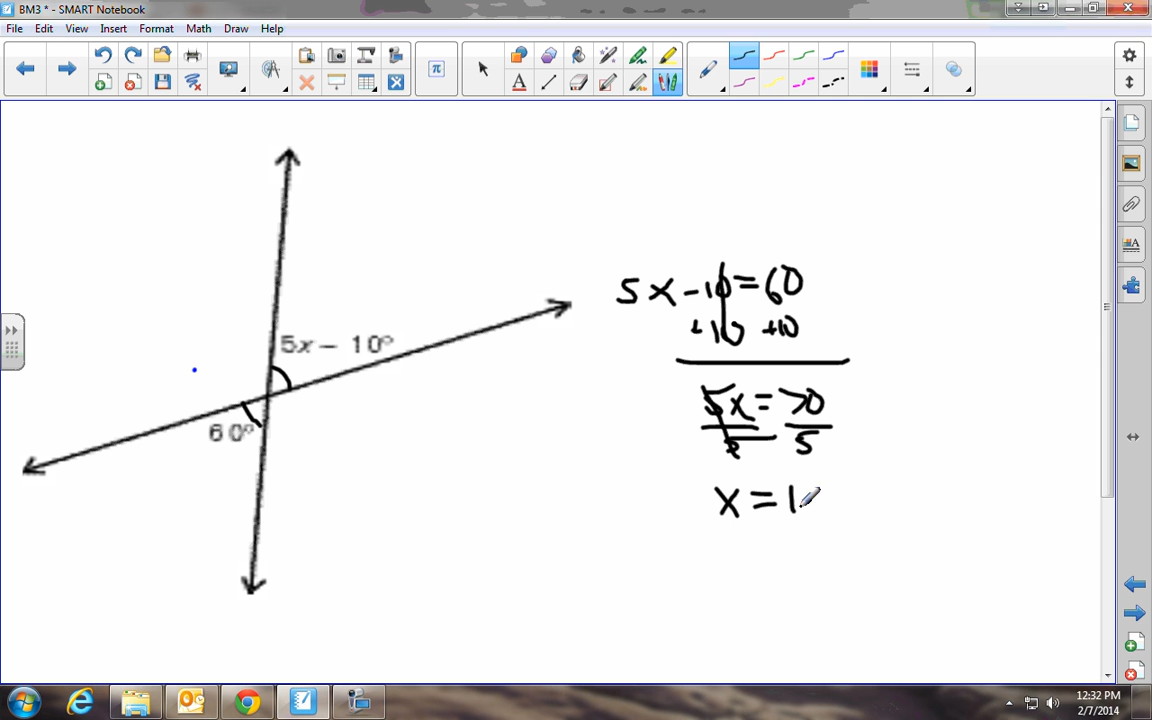 BM3 * - SMART Notebook
File Edit View Insert Format Math Draw Help
5x – 10°
60°
5x-10=60
+10 +10
5x=70
5 5
x=1
12:32 PM
2/7/2014